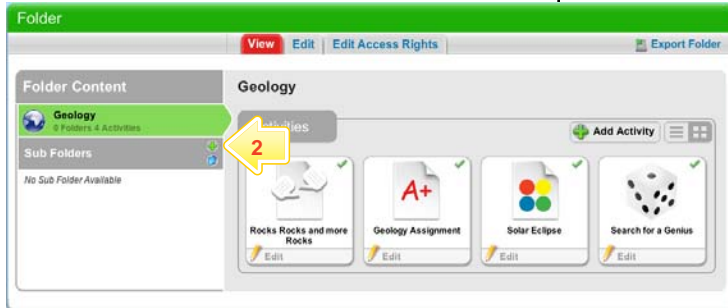 Folder
View | Edit | Edit Access Rights |
Export Folder
Folder Content
Geology
0 Folders 4 Activities
Sub Folders
No Sub Folder Available
2
Geology
Activities
Add Activity
A+
Rocks Rocks and more
Rocks
Edit
Geology Assignment
Edit
Solar Eclipse
Edit
Search for a Genius
Edit